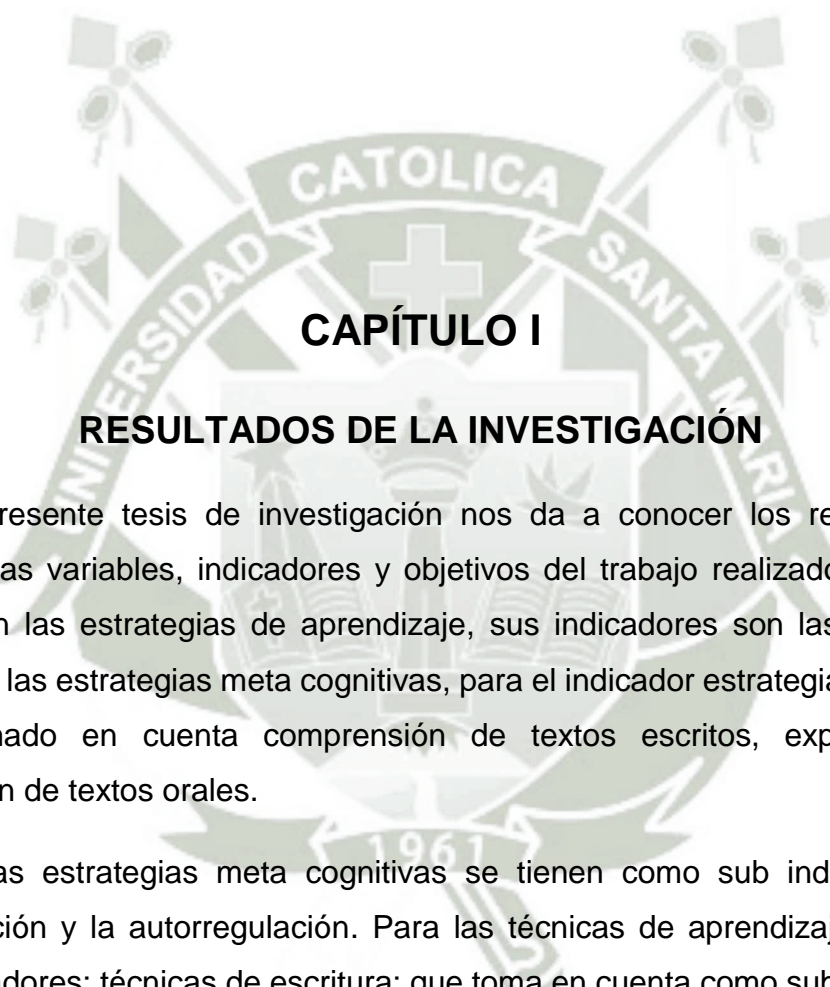 UNIVERSIDAD CATOLICA SANTA MARIA
CAPÍTULO I
RESULTADOS DE LA INVESTIGACIÓN
resente tesis de investigación nos da a conocer los re
as variables, indicadores y objetivos del trabajo realizado
n las estrategias de aprendizaje, sus indicadores son las
las estrategias meta cognitivas, para el indicador estrategia
nado en cuenta comprensión de textos escritos, exp
n de textos orales.
1961
as estrategias meta cognitivas se tienen como sub ind
ción y la autorregulación. Para las técnicas de aprendizaj
adores: técnicas de escritura: que toma en cuenta como sub